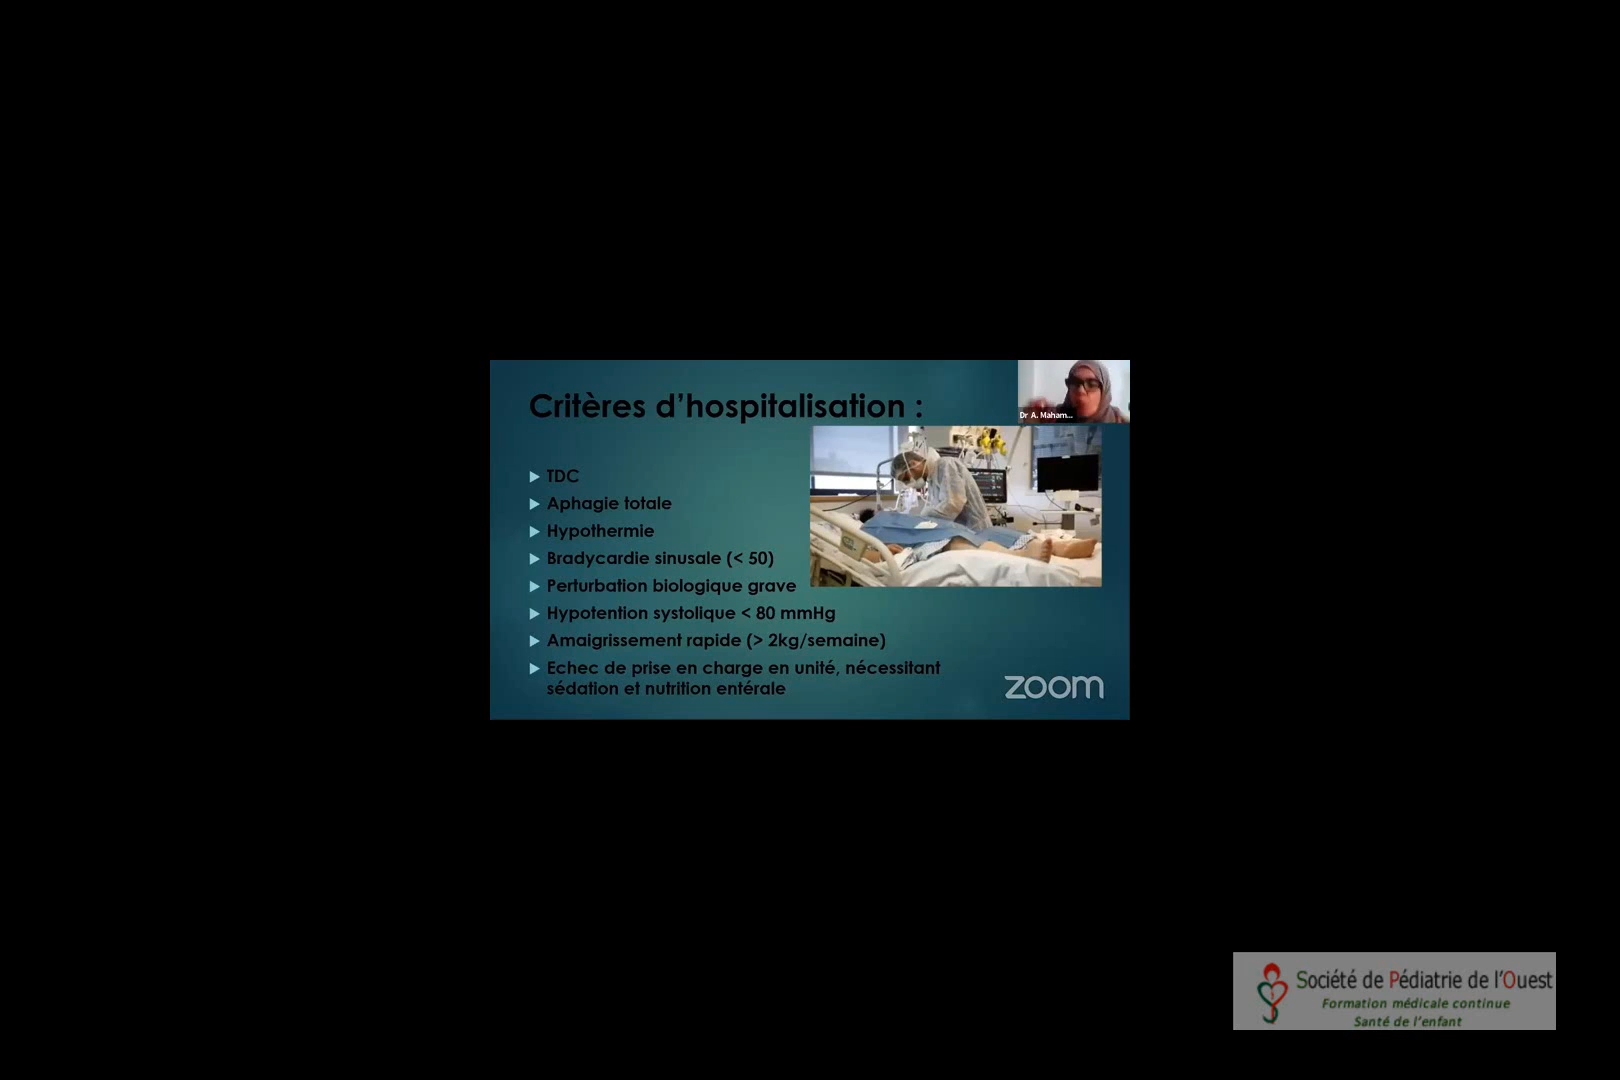 Critères d’hospitalisation :
Dr A. Maham...
TDC
Aphagie totale
Hypothermie
Bradycardie sinusale (< 50)
Perturbation biologique grave
Hypotention systolique < 80 mmHg
Amaigrissement rapide (> 2kg/semaine)
Echec de prise en charge en unité, nécessitant
sédation et nutrition entérale
zoom
Société de Pédiatrie de l’Ouest
Formation médicale continue
Santé de l’enfant